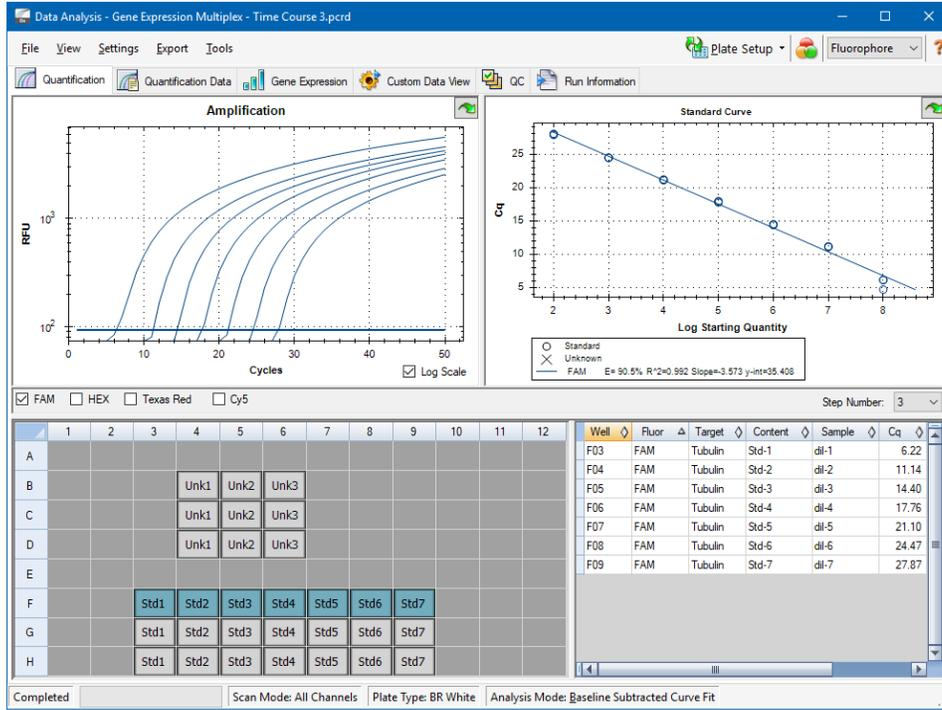 Data Analysis - Gene Expression Multiplex - Time Course 3.pcrd
File View Settings Export Tools Plate Setup Fluorophore ?
Quantification Quantification Data Gene Expression Custom Data View QC Run Information
Amplification
RFU
10^3
10^2
0 10 20 30 40 50
Cycles
Log Scale
Standard Curve
Cq
25
20
15
10
5
2 3 4 5 6 7 8
Log Starting Quantity
Standard
Unknown
FAM E= 90.5% R^2=0.992 Slope=-3.573 y-int=35.408
FAM HEX Texas Red Cy5 Step Number: 3
1 2 3 4 5 6 7 8 9 10 11 12
A
B Unk1 Unk2 Unk3
C Unk1 Unk2 Unk3
D Unk1 Unk2 Unk3
E
F Std1 Std2 Std3 Std4 Std5 Std6 Std7
G Std1 Std2 Std3 Std4 Std5 Std6 Std7
H Std1 Std2 Std3 Std4 Std5 Std6 Std7
Well Fluor Target Content Sample Cq
F03 FAM Tubulin Std-1 dil-1 6.22
F04 FAM Tubulin Std-2 dil-2 11.14
F05 FAM Tubulin Std-3 dil-3 14.40
F06 FAM Tubulin Std-4 dil-4 17.76
F07 FAM Tubulin Std-5 dil-5 21.10
F08 FAM Tubulin Std-6 dil-6 24.47
F09 FAM Tubulin Std-7 dil-7 27.87
Completed Scan Mode: All Channels Plate Type: BR White Analysis Mode: Baseline Subtracted Curve Fit